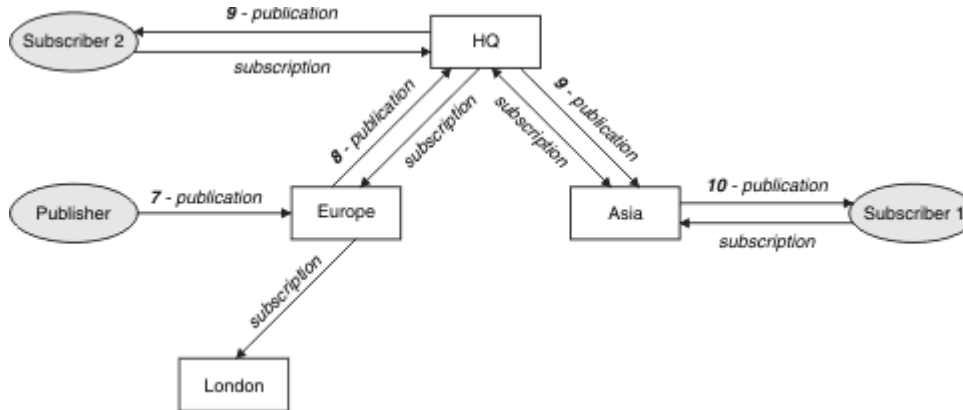 9 - publication
Subscriber 2
HQ
subscription
8 - publication
subscription
subscription
9 - publication
7 - publication
10 - publication
Publisher
Europe
Asia
Subscriber 1
subscription
subscription
London